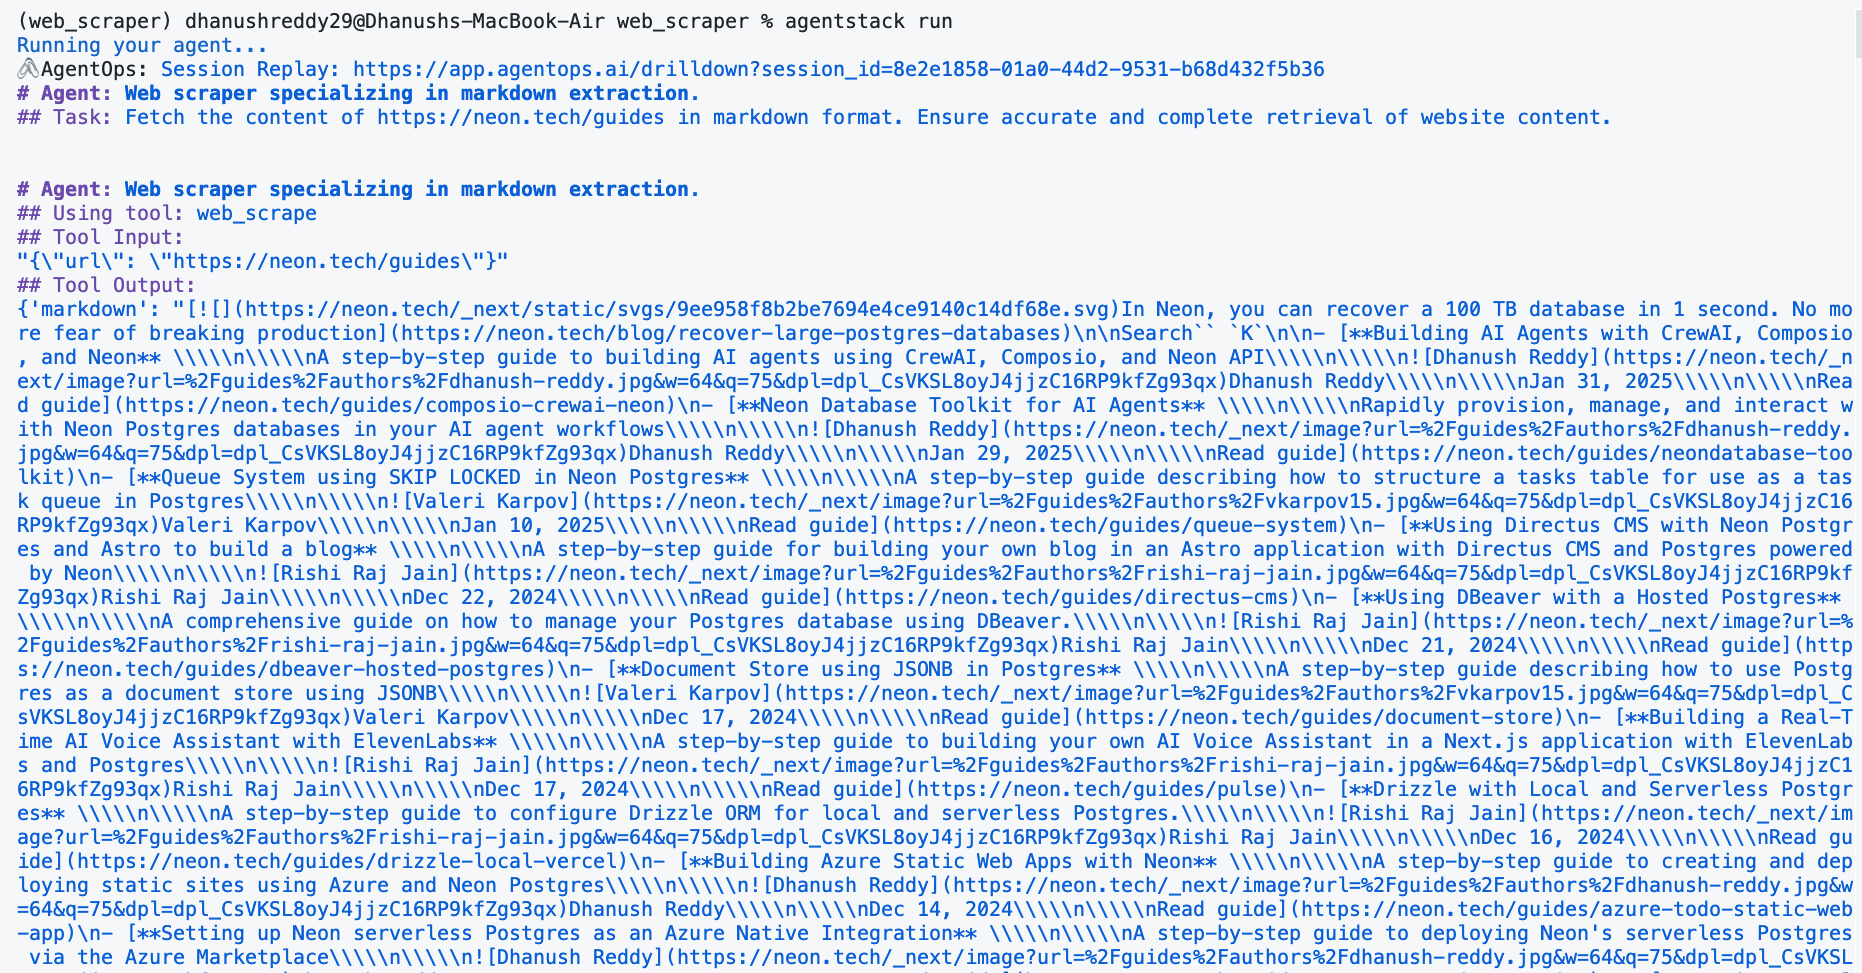 (web_scraper) dhanushreddy29@Dhanushs-MacBook-Air web_scraper % agentstack run
Running your agent...
🖇AgentOps: Session Replay: https://app.agentops.ai/drilldown?session_id=8e2e1858-01a0-44d2-9531-b68d432f5b36
# Agent: Web scraper specializing in markdown extraction.
## Task: Fetch the content of https://neon.tech/guides in markdown format. Ensure accurate and complete retrieval of website content.
# Agent: Web scraper specializing in markdown extraction.
## Using tool: web_scrape
## Tool Input:
"{\"url\": \"https://neon.tech/guides\"}"
## Tool Output:
{'markdown': "[![](https://neon.tech/_next/static/svgs/9ee958f8b2be7694e4ce9140c14df68e.svg)In Neon, you can recover a 100 TB database in 1 second. No mo
re fear of breaking production](https://neon.tech/blog/recover-large-postgres-databases)\n\nSearch`` `K`\n\n- [**Building AI Agents with CrewAI, Composio
, and Neon** \\\\\n\\\\\nA step-by-step guide to building AI agents using CrewAI, Composio, and Neon API\\\\\n\\\\\n![Dhanush Reddy](https://neon.tech/_n
ext/image?url=%2Fguides%2Fauthors%2Fdhanush-reddy.jpg&w=64&q=75&dpl=dpl_CsVKSL8oyJ4jjzC16RP9kfZg93qx)Dhanush Reddy\\\\\n\\\\\nJan 31, 2025\\\\\n\\\\\nRea
d guide](https://neon.tech/guides/composio-crewai-neon)\n- [**Neon Database Toolkit for AI Agents** \\\\\n\\\\\nRapidly provision, manage, and interact w
ith Neon Postgres databases in your AI agent workflows\\\\\n\\\\\n![Dhanush Reddy](https://neon.tech/_next/image?url=%2Fguides%2Fauthors%2Fdhanush-reddy.
jpg&w=64&q=75&dpl=dpl_CsVKSL8oyJ4jjzC16RP9kfZg93qx)Dhanush Reddy\\\\\n\\\\\nJan 29, 2025\\\\\n\\\\\nRead guide](https://neon.tech/guides/neondatabase-too
lkit)\n- [**Queue System using SKIP LOCKED in Neon Postgres** \\\\\n\\\\\nA step-by-step guide describing how to structure a tasks table for use as a tas
k queue in Postgres\\\\\n\\\\\n![Valeri Karpov](https://neon.tech/_next/image?url=%2Fguides%2Fauthors%2Fvkarpov15.jpg&w=64&q=75&dpl=dpl_CsVKSL8oyJ4jjzC16
RP9kfZg93qx)Valeri Karpov\\\\\n\\\\\nJan 10, 2025\\\\\n\\\\\nRead guide](https://neon.tech/guides/queue-system)\n- [**Using Directus CMS with Neon Postgr
es and Astro to build a blog** \\\\\n\\\\\nA step-by-step guide for building your own blog in an Astro application with Directus CMS and Postgres powered
 by Neon\\\\\n\\\\\n![Rishi Raj Jain](https://neon.tech/_next/image?url=%2Fguides%2Fauthors%2Frishi-raj-jain.jpg&w=64&q=75&dpl=dpl_CsVKSL8oyJ4jjzC16RP9kf
Zg93qx)Rishi Raj Jain\\\\\n\\\\\nDec 22, 2024\\\\\n\\\\\nRead guide](https://neon.tech/guides/directus-cms)\n- [**Using DBeaver with a Hosted Postgres**
\\\\\n\\\\\nA comprehensive guide on how to manage your Postgres database using DBeaver.\\\\\n\\\\\n![Rishi Raj Jain](https://neon.tech/_next/image?url=%
2Fguides%2Fauthors%2Frishi-raj-jain.jpg&w=64&q=75&dpl=dpl_CsVKSL8oyJ4jjzC16RP9kfZg93qx)Rishi Raj Jain\\\\\n\\\\\nDec 21, 2024\\\\\n\\\\\nRead guide](http
s://neon.tech/guides/dbeaver-hosted-postgres)\n- [**Document Store using JSONB in Postgres** \\\\\n\\\\\nA step-by-step guide describing how to use Postg
res as a document store using JSONB\\\\\n\\\\\n![Valeri Karpov](https://neon.tech/_next/image?url=%2Fguides%2Fauthors%2Fvkarpov15.jpg&w=64&q=75&dpl=dpl_C
sVKSL8oyJ4jjzC16RP9kfZg93qx)Valeri Karpov\\\\\n\\\\\nDec 17, 2024\\\\\n\\\\\nRead guide](https://neon.tech/guides/document-store)\n- [**Building a Real-T
ime AI Voice Assistant with ElevenLabs** \\\\\n\\\\\nA step-by-step guide to building your own AI Voice Assistant in a Next.js application with ElevenLab
s and Postgres\\\\\n\\\\\n![Rishi Raj Jain](https://neon.tech/_next/image?url=%2Fguides%2Fauthors%2Frishi-raj-jain.jpg&w=64&q=75&dpl=dpl_CsVKSL8oyJ4jjzC1
6RP9kfZg93qx)Rishi Raj Jain\\\\\n\\\\\nDec 17, 2024\\\\\n\\\\\nRead guide](https://neon.tech/guides/pulse)\n- [**Drizzle with Local and Serverless Postgr
es** \\\\\n\\\\\nA step-by-step guide to configure Drizzle ORM for local and serverless Postgres.\\\\\n\\\\\n![Rishi Raj Jain](https://neon.tech/_next/im
age?url=%2Fguides%2Fauthors%2Frishi-raj-jain.jpg&w=64&q=75&dpl=dpl_CsVKSL8oyJ4jjzC16RP9kfZg93qx)Rishi Raj Jain\\\\\n\\\\\nDec 16, 2024\\\\\n\\\\\nRead gu
ide](https://neon.tech/guides/drizzle-local-vercel)\n- [**Building Azure Static Web Apps with Neon** \\\\\n\\\\\nA step-by-step guide to creating and dep
loying static sites using Azure and Neon Postgres\\\\\n\\\\\n![Dhanush Reddy](https://neon.tech/_next/image?url=%2Fguides%2Fauthors%2Fdhanush-reddy.jpg&w
=64&q=75&dpl=dpl_CsVKSL8oyJ4jjzC16RP9kfZg93qx)Dhanush Reddy\\\\\n\\\\\nDec 14, 2024\\\\\n\\\\\nRead guide](https://neon.tech/guides/azure-todo-static-web
-app)\n- [**Setting up Neon serverless Postgres as an Azure Native Integration** \\\\\n\\\\\nA step-by-step guide to deploying Neon's serverless Postgres
 via the Azure Marketplace\\\\\n\\\\\n![Dhanush Reddy](https://neon.tech/_next/image?url=%2Fguides%2Fauthors%2Fdhanush-reddy.jpg&w=64&q=75&dpl=dpl_CsVKSL